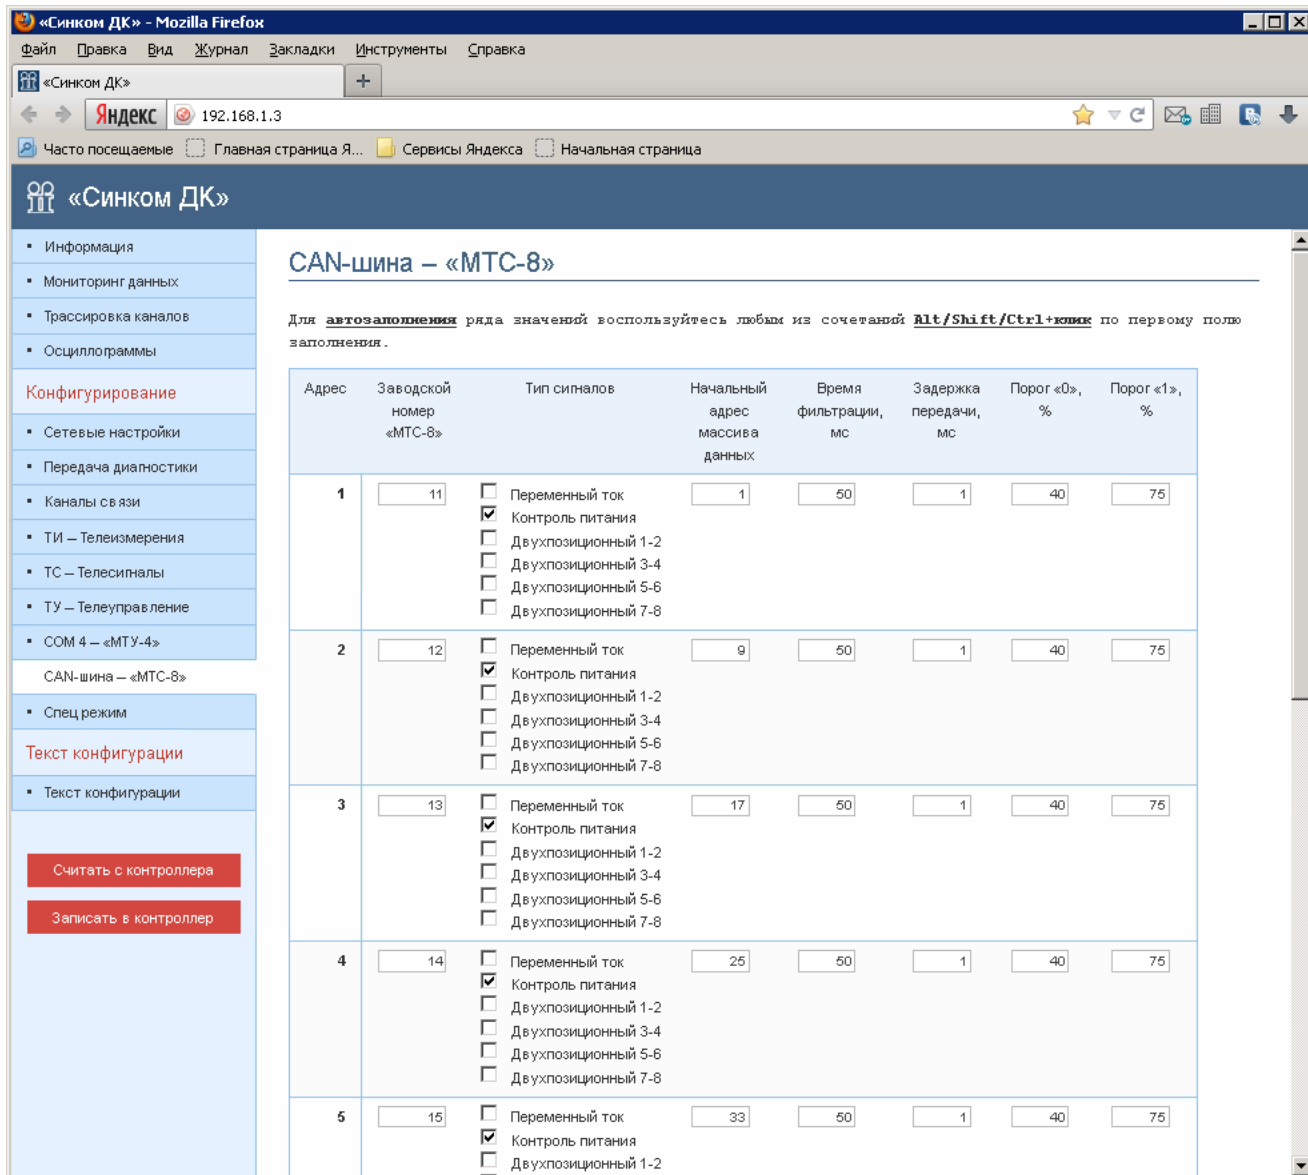 «Синком ДК» - Mozilla Firefox
Файл Правка Вид Журнал Закладки Инструменты Справка
«Синком ДК» +
Яндекс 192.168.1.3
Часто посещаемые Главная страница Я... Сервисы Яндекса Начальная страница
«Синком ДК»
Информация
Мониторинг данных
Трассировка каналов
Осциллограммы
Конфигурирование
Сетевые настройки
Передача диагностики
Каналы связи
ТИ – Телеизмерения
ТС – Телесигналы
ТУ – Телеуправление
COM 4 – «МТУ-4»
CAN-шина – «МТС-8»
Спец режим
Текст конфигурации
Текст конфигурации
Считать с контроллера
Записать в контроллер
CAN-шина – «МТС-8»
Для автозаполнения ряда значений воспользуйтесь любым из сочетаний Alt/Shift/Ctrl+клик по первому полю
заполнения.
Адрес Заводской номер «МТС-8» Тип сигналов Начальный адрес массива данных Время фильтрации, мс Задержка передачи, мс Порог «0», % Порог «1», %
1 11 Переменный ток 1 50 1 40 75
Контроль питания
Двухпозиционный 1-2
Двухпозиционный 3-4
Двухпозиционный 5-6
Двухпозиционный 7-8
2 12 Переменный ток 9 50 1 40 75
Контроль питания
Двухпозиционный 1-2
Двухпозиционный 3-4
Двухпозиционный 5-6
Двухпозиционный 7-8
3 13 Переменный ток 17 50 1 40 75
Контроль питания
Двухпозиционный 1-2
Двухпозиционный 3-4
Двухпозиционный 5-6
Двухпозиционный 7-8
4 14 Переменный ток 25 50 1 40 75
Контроль питания
Двухпозиционный 1-2
Двухпозиционный 3-4
Двухпозиционный 5-6
Двухпозиционный 7-8
5 15 Переменный ток 33 50 1 40 75
Контроль питания
Двухпозиционный 1-2